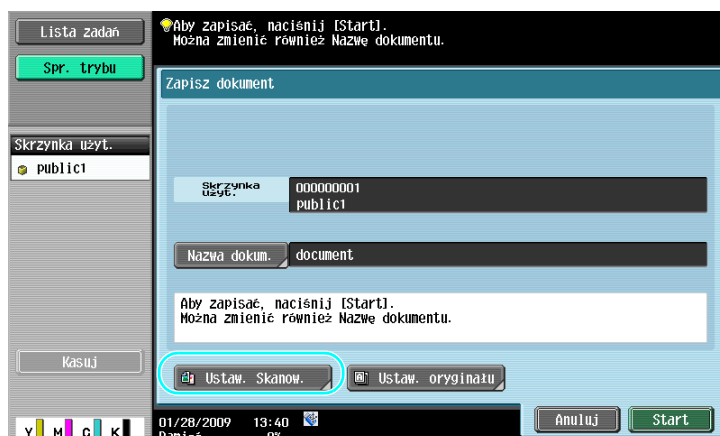 Lista zadań
Spr. trybu
Skrzynka użyt.
public1
Kasuj
Y M C K
Aby zapisać, naciśnij [Start].
Można zmienić również Nazwę dokumentu.
Zapisz dokument
Skrzynka
użyt.
000000001
public1
Nazwa dokum.
document
Aby zapisać, naciśnij [Start].
Można zmienić również Nazwę dokumentu.
Ustaw. Skanow.
Ustaw. oryginału
01/28/2009 13:40
Pamięć 0%
Anuluj
Start